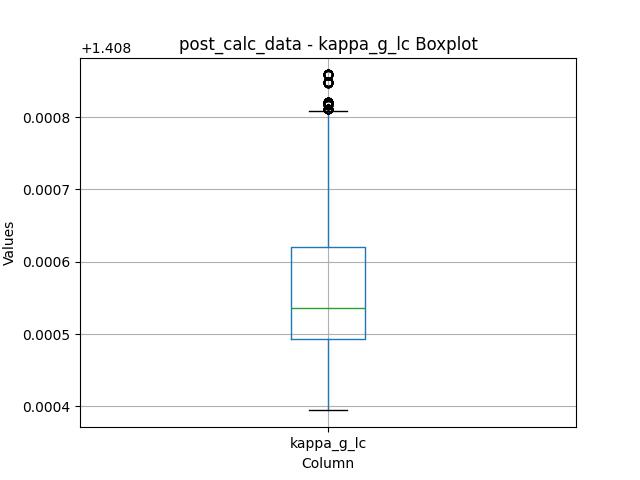 post_calc_data - kappa_g_lc Boxplot
+1.408
0.0008
0.0007
0.0006
0.0005
0.0004
Values
kappa_g_lc
Column